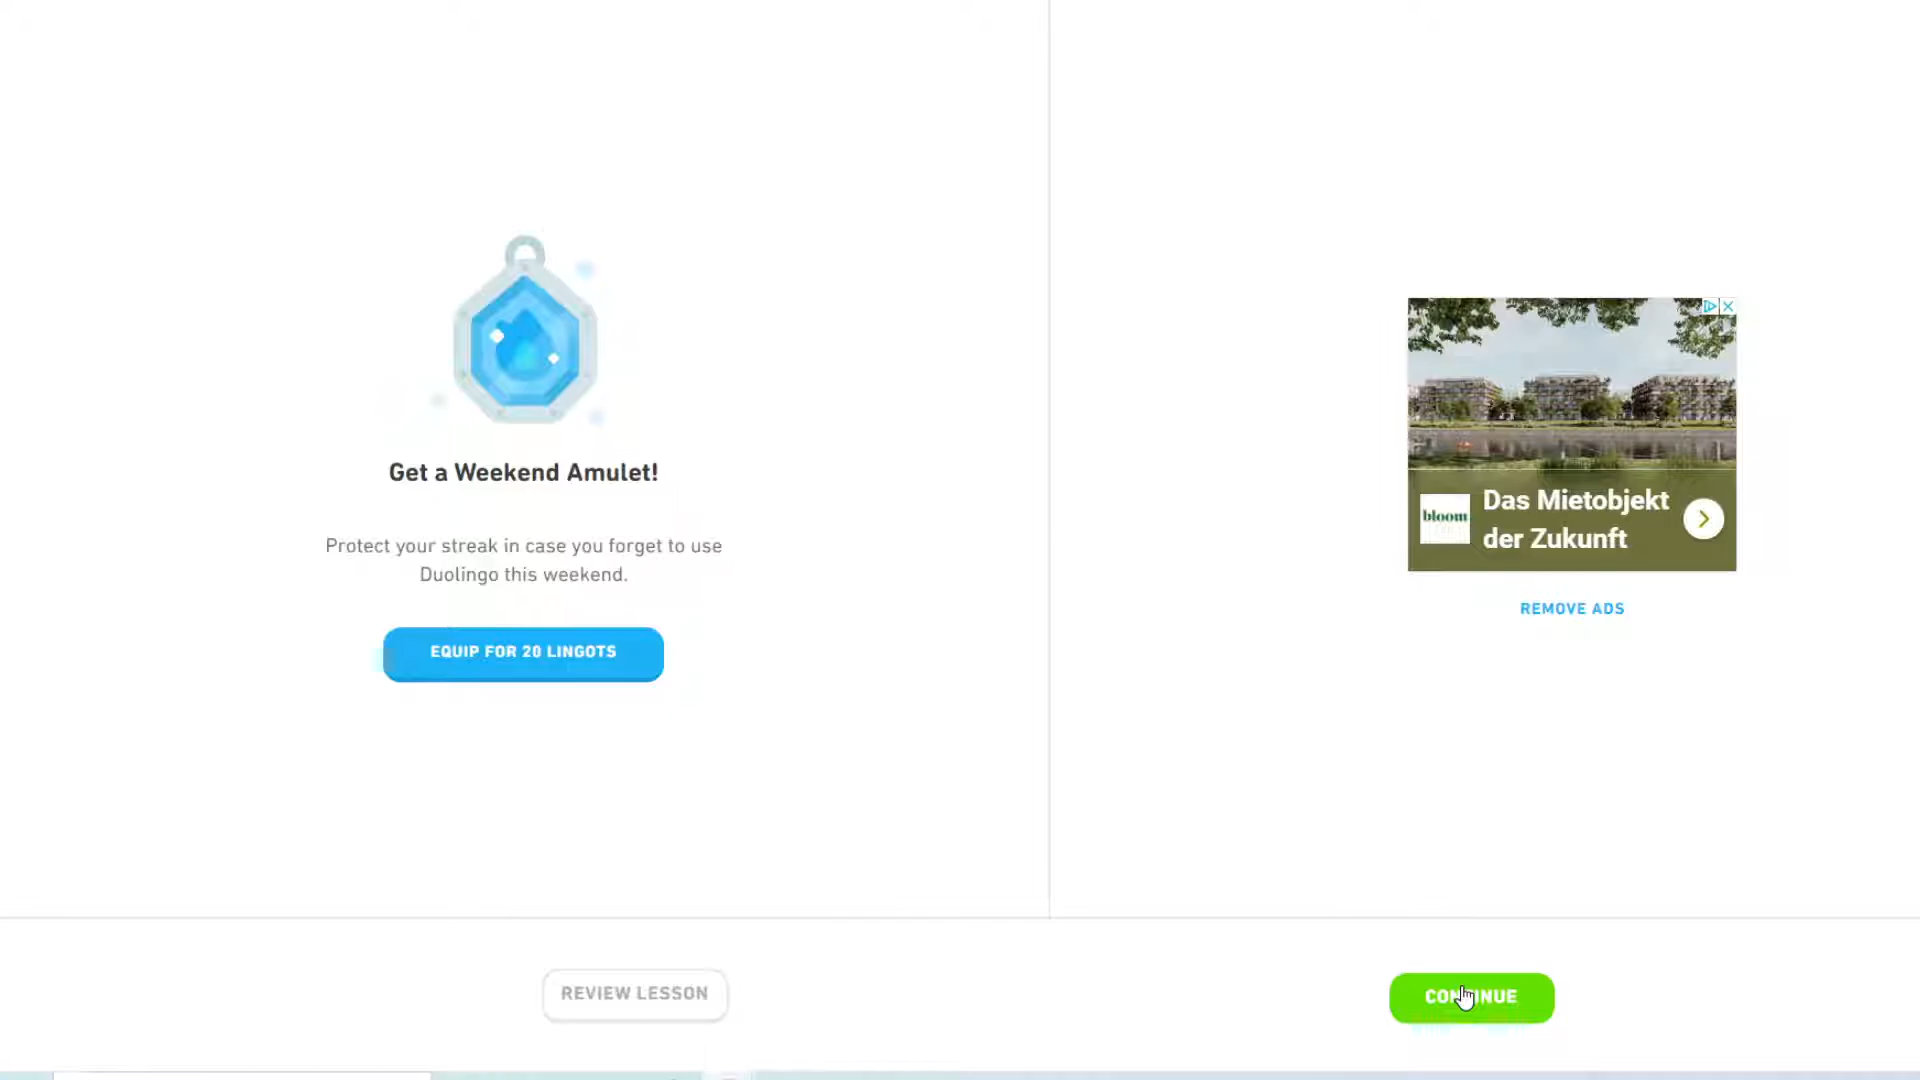 Get a Weekend Amulet!
Protect your streak in case you forget to use
Duolingo this weekend.
EQUIP FOR 20 LINGOTS
bloom
Das Mietobjekt
der Zukunft
REMOVE ADS
REVIEW LESSON
CONTINUE